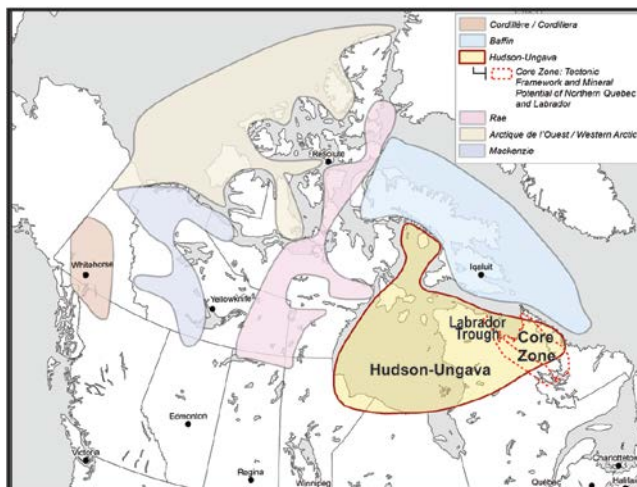 Cordillère / Cordillera
Baffin
Hudson-Ungava
Core Zone: Tectonic
Framework and Mineral
Potential of Northern Quebec
and Labrador
Rae
Arctique de l'Ouest / Western Arctic
Mackenzie
Resolute
Whitehorse
Iqaluit
Yellowknife
Labrador
Trough
Core
Zone
Hudson-Ungava
Edmonton
Victoria
Regina
Winnipeg
Québec
Charlottetown
Halifax